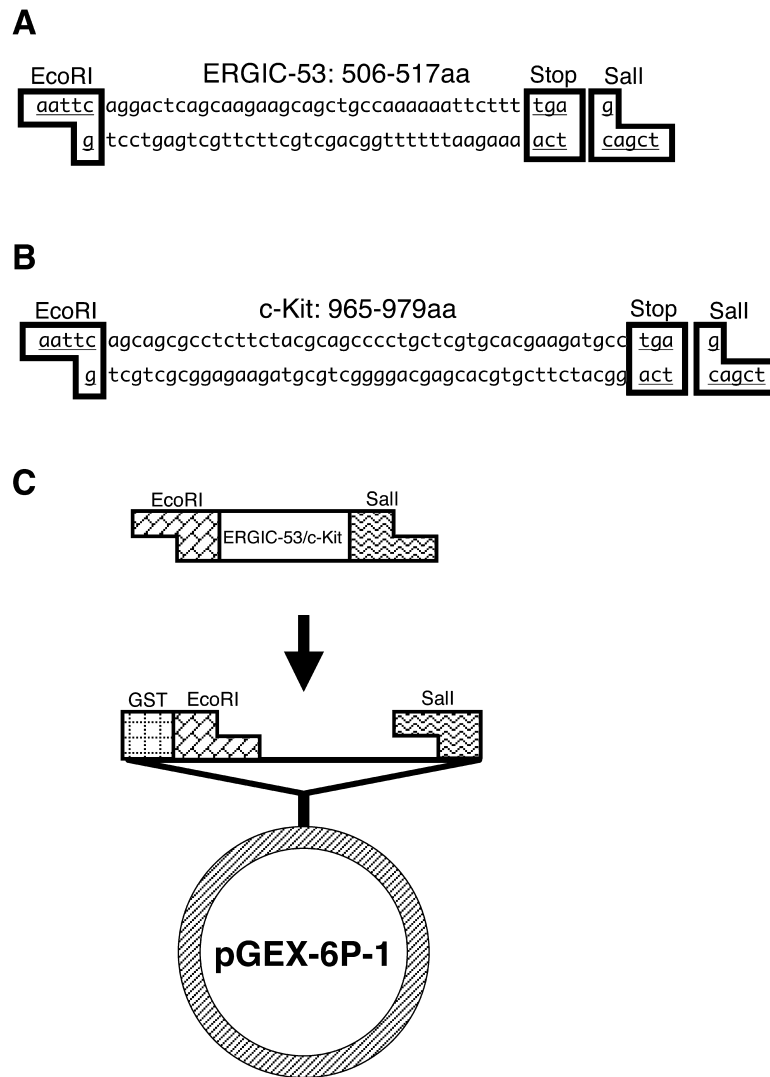 A
EcoRI ERGIC-53: 506-517aa Stop SalI
aattc aggactcagcaagaagcagctgccaaaaaattcttt tga g
g tcctgagtcgttcttcgtcgacggttttttaagaaa act cagct
B
EcoRI c-Kit: 965-979aa Stop SalI
aattc agcagcgcctcttctacgcagcccctgctcgtgcacgaagatgcc tga g
g tcgtcgcggagaagatgcgtcggggacgagcacgtgcttctacgg act cagct
C
EcoRI SalI
ERGIC-53/c-Kit
GST EcoRI SalI
pGEX-6P-1